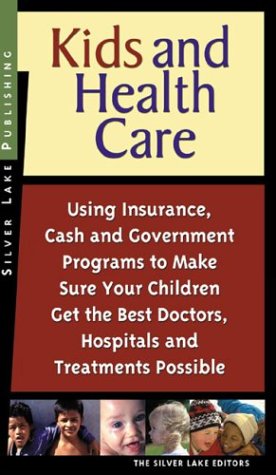 SILVER LAKE PUBLISHING
Kids and
Health
Care
Using Insurance,
Cash and Government
Programs to Make
Sure Your Children
Get the Best Doctors,
Hospitals and
Treatments Possible
THE SILVER LAKE EDITORS